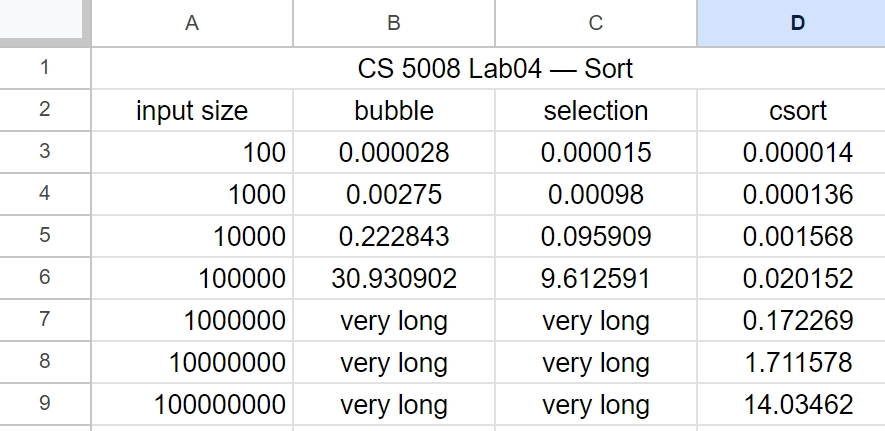 A B C D
1 CS 5008 Lab04 — Sort
2 input size bubble selection csort
3 100 0.000028 0.000015 0.000014
4 1000 0.00275 0.00098 0.000136
5 10000 0.222843 0.095909 0.001568
6 100000 30.930902 9.612591 0.020152
7 1000000 very long very long 0.172269
8 10000000 very long very long 1.711578
9 100000000 very long very long 14.03462